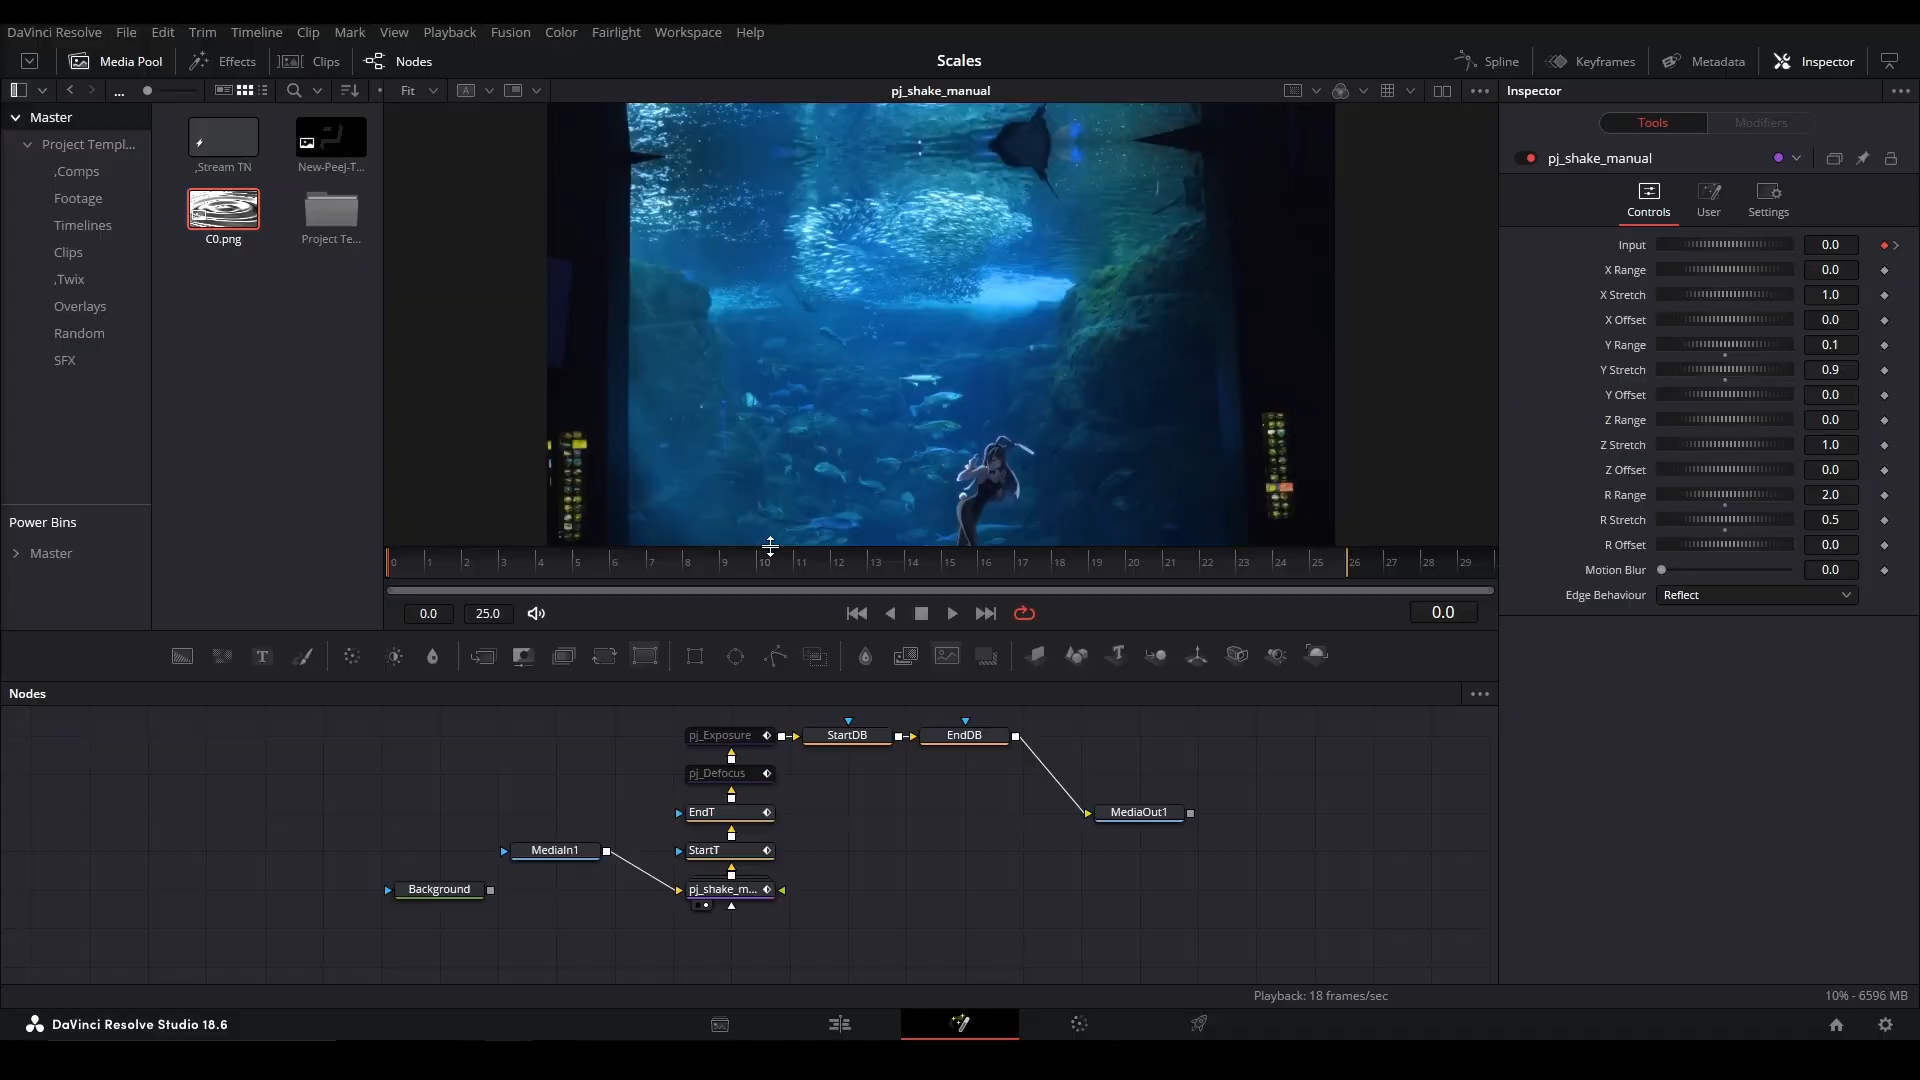 DaVinci Resolve File Edit Trim Timeline Clip Mark View Playback Fusion Color Fairlight Workspace Help
Media Pool Effects Clips Nodes Scales Spline Keyframes Metadata Inspector
... Fit A pj_shake_manual Inspector
Master
Project Templ...
,Comps
Footage
Timelines
Clips
,Twix
Overlays
Random
SFX
Power Bins
Master
,Stream TN
New-PeeJ-T...
C0.png
Project Te...
0 1 2 3 4 5 6 7 8 9 10 11 12 13 14 15 16 17 18 19 20 21 22 23 24 25 26 27 28 29
0.0 25.0 0.0
Tools Modifiers
pj_shake_manual
Controls User Settings
Input 0.0
X Range 0.0
X Stretch 1.0
X Offset 0.0
Y Range 0.1
Y Stretch 0.9
Y Offset 0.0
Z Range 0.0
Z Stretch 1.0
Z Offset 0.0
R Range 2.0
R Stretch 0.5
R Offset 0.0
Motion Blur 0.0
Edge Behaviour Reflect
T T
Nodes
pj_Exposure StartDB EndDB
pj_Defocus
EndT MediaOut1
MediaIn1 StartT
Background pj_shake_m...
Playback: 18 frames/sec 10% - 6596 MB
DaVinci Resolve Studio 18.6